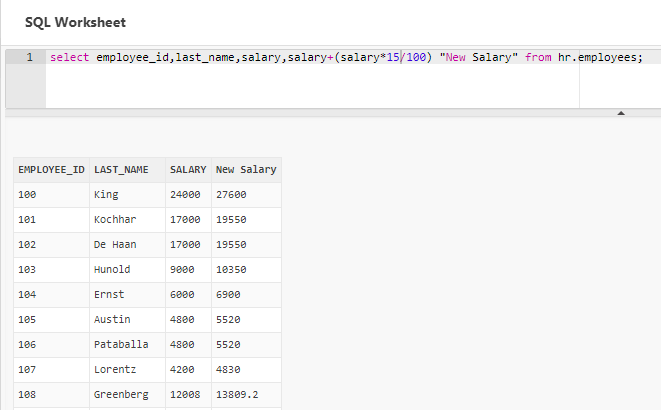 SQL Worksheet
1 select employee_id,last_name,salary,salary+(salary*15/100) "New Salary" from hr.employees;
EMPLOYEE_ID LAST_NAME SALARY New Salary
100 King 24000 27600
101 Kochhar 17000 19550
102 De Haan 17000 19550
103 Hunold 9000 10350
104 Ernst 6000 6900
105 Austin 4800 5520
106 Pataballa 4800 5520
107 Lorentz 4200 4830
108 Greenberg 12008 13809.2